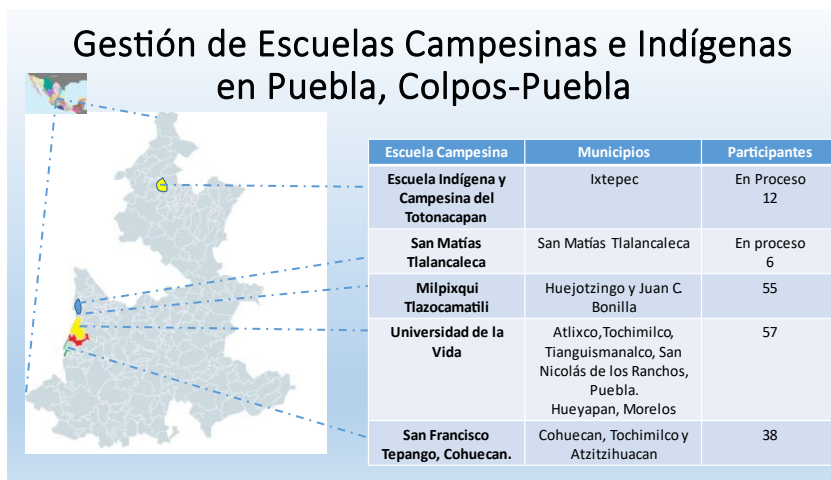 Gestión de Escuelas Campesinas e Indígenas
en Puebla, Colpos-Puebla
Escuela Campesina
Municipios
Participantes
Escuela Indígena y
Campesina del
Totonacapan
Ixtepec
En Proceso
12
San Matías
Tlalancaleca
San Matías Tlalancaleca
En proceso
6
Milpixqui
Tlazocamatili
Huejotzingo y Juan C
Bonilla
55
Universidad de la
Vida
Atlixco,Tochimilco,
Tianguismanalco, San
Nicolás de los Ranchos,
Puebla.
Hueyapan, Morelos
57
San Francisco
Tepango, Cohuecan.
Cohuecan, Tochimilco y
Atzitzihuacan
38